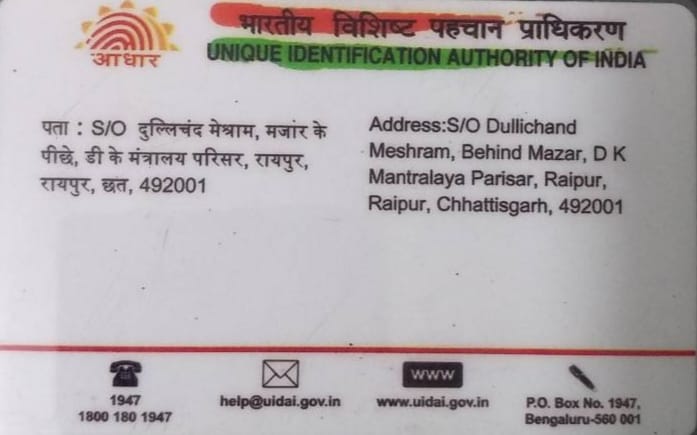 आधार
भारतीय विशिष्ट पहचान प्राधिकरण
UNIQUE IDENTIFICATION AUTHORITY OF INDIA
पता : S/O दुल्लिचंद मेश्राम, मजांर के
पीछे, डी के मंत्रालय परिसर, रायपुर,
रायपुर, छत, 492001
Address:S/O Dullichand
Meshram, Behind Mazar, D K
Mantralaya Parisar, Raipur,
Raipur, Chhattisgarh, 492001
1947
1800 180 1947
help@uidai.gov.in
www
www.uidai.gov.in
P.O. Box No. 1947,
Bengaluru-560 001